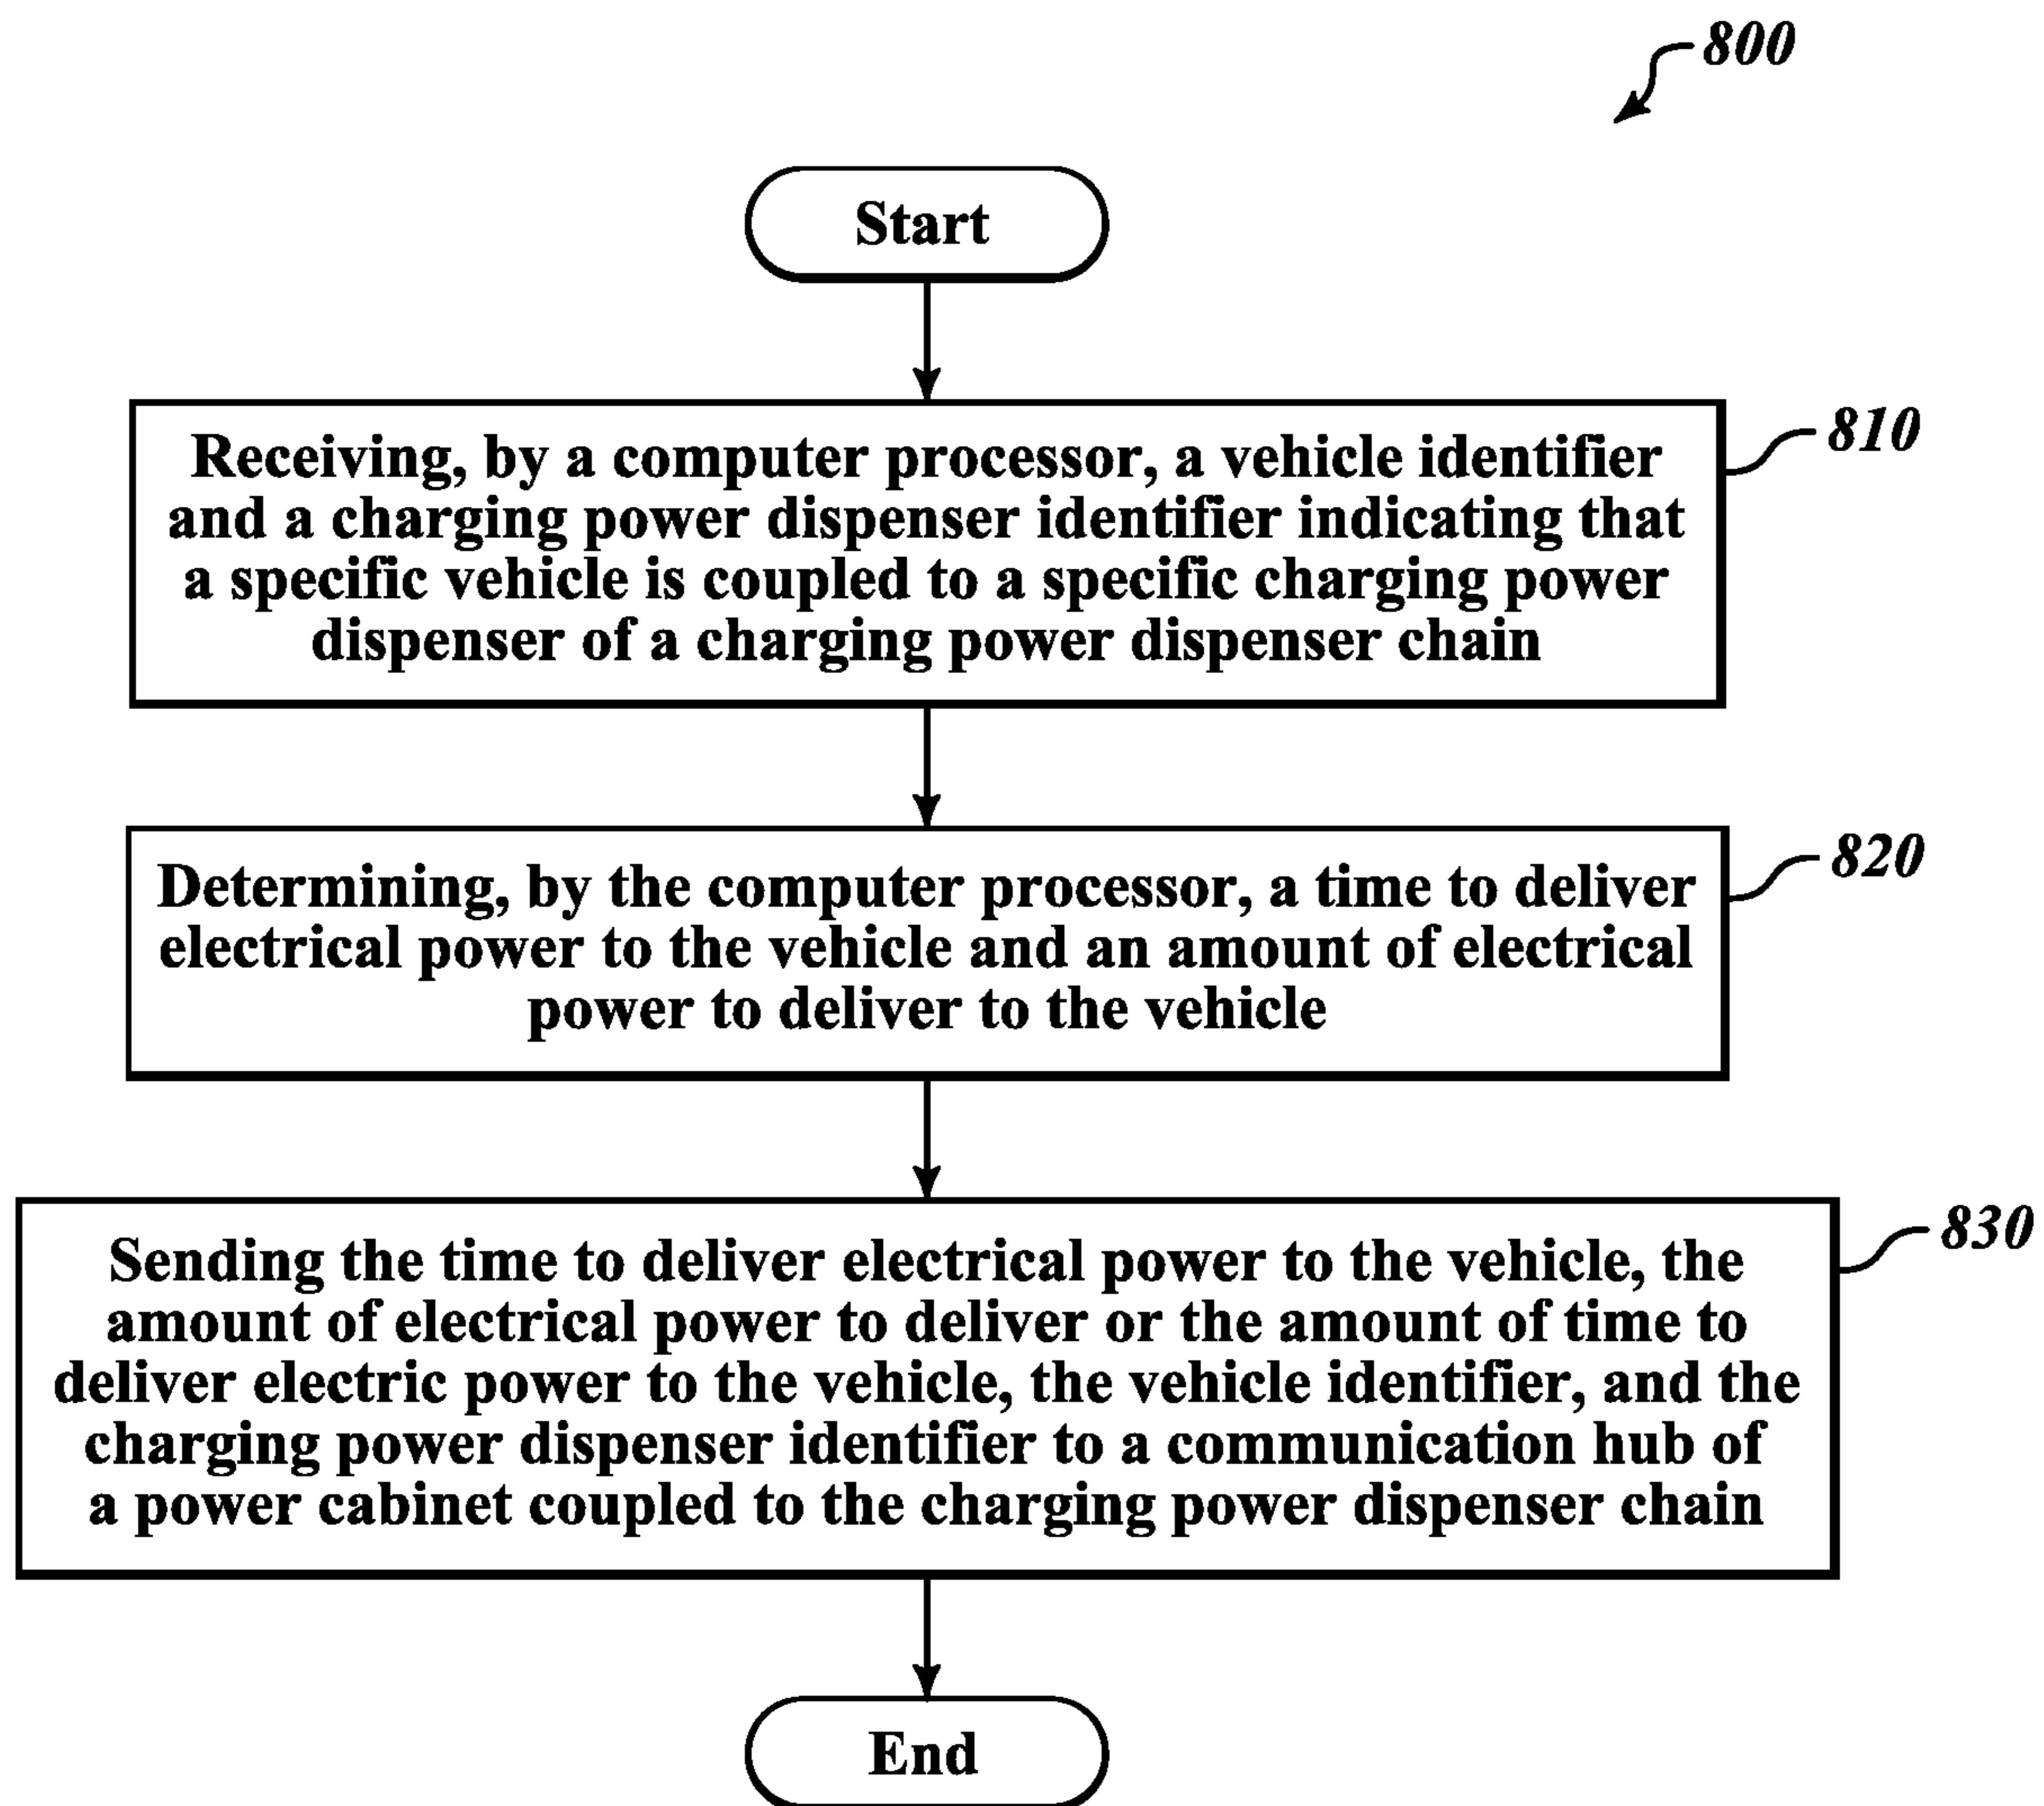 800
Start
810
Receiving, by a computer processor, a vehicle identifier
and a charging power dispenser identifier indicating that
a specific vehicle is coupled to a specific charging power
dispenser of a charging power dispenser chain
820
Determining, by the computer processor, a time to deliver
electrical power to the vehicle and an amount of electrical
power to deliver to the vehicle
830
Sending the time to deliver electrical power to the vehicle, the
amount of electrical power to deliver or the amount of time to
deliver electric power to the vehicle, the vehicle identifier, and the
charging power dispenser identifier to a communication hub of
a power cabinet coupled to the charging power dispenser chain
End